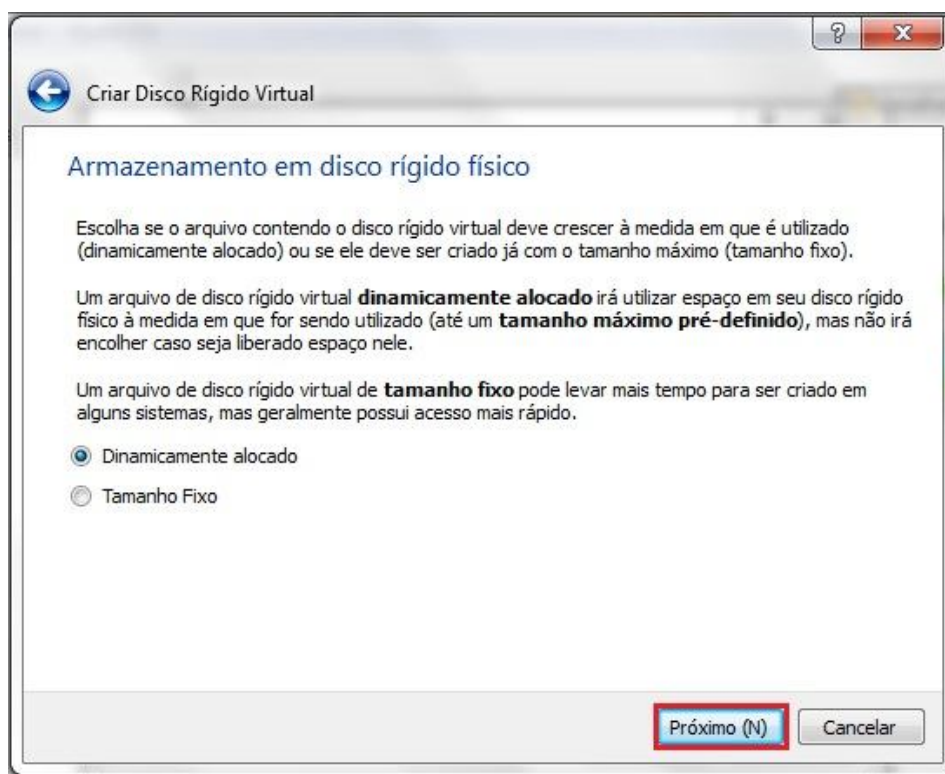 Criar Disco Rígido Virtual
Armazenamento em disco rígido físico
Escolha se o arquivo contendo o disco rígido virtual deve crescer à medida em que é utilizado
(dinamicamente alocado) ou se ele deve ser criado já com o tamanho máximo (tamanho fixo).
Um arquivo de disco rígido virtual dinamicamente alocado irá utilizar espaço em seu disco rígido
físico à medida em que for sendo utilizado (até um tamanho máximo pré-definido), mas não irá
encolher caso seja liberado espaço nele.
Um arquivo de disco rígido virtual de tamanho fixo pode levar mais tempo para ser criado em
alguns sistemas, mas geralmente possui acesso mais rápido.
Dinamicamente alocado
Tamanho Fixo
Próximo (N) Cancelar